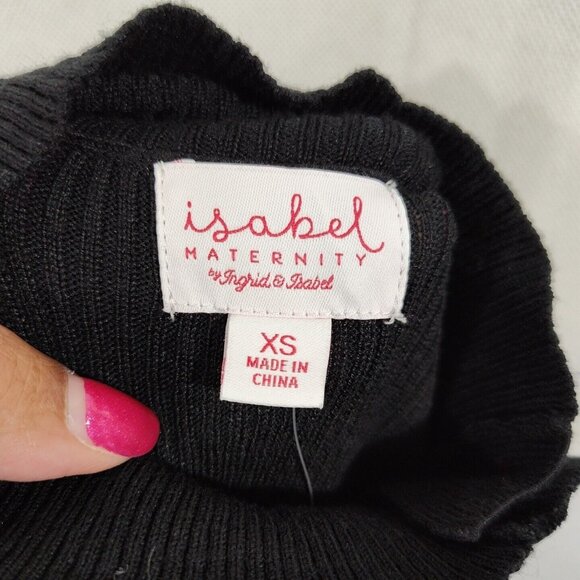 isabel
MATERNITY
by Ingrid & Isabel
XS
MADE IN
CHINA